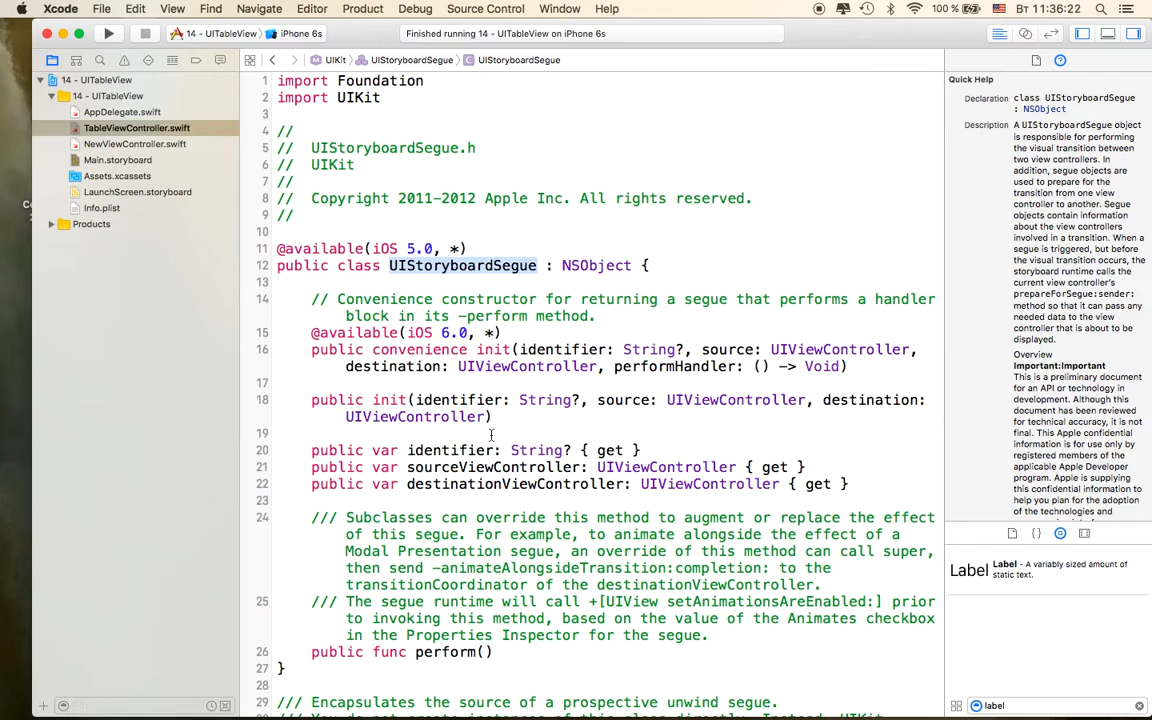 Xcode File Edit View Find Navigate Editor Product Debug Source Control Window Help 100 % Вт 11:36:22
14 - UITableView iPhone 6s Finished running 14 - UITableView on iPhone 6s
14 - UITableView
14 - UITableView
AppDelegate.swift
TableViewController.swift
NewViewController.swift
Main.storyboard
Assets.xcassets
LaunchScreen.storyboard
Info.plist
Products
UIKit UIStoryboardSegue UIStoryboardSegue
1 import Foundation
2 import UIKit
3
4 //
5 // UIStoryboardSegue.h
6 // UIKit
7 //
8 // Copyright 2011-2012 Apple Inc. All rights reserved.
9 //
10
11 @available(iOS 5.0, *)
12 public class UIStoryboardSegue : NSObject {
13
14 // Convenience constructor for returning a segue that performs a handler
block in its -perform method.
15 @available(iOS 6.0, *)
16 public convenience init(identifier: String?, source: UIViewController,
destination: UIViewController, performHandler: () -> Void)
17
18 public init(identifier: String?, source: UIViewController, destination:
UIViewController)
19
20 public var identifier: String? { get }
21 public var sourceViewController: UIViewController { get }
22 public var destinationViewController: UIViewController { get }
23
24 /// Subclasses can override this method to augment or replace the effect
of this segue. For example, to animate alongside the effect of a
Modal Presentation segue, an override of this method can call super,
then send -animateAlongsideTransition:completion: to the
transitionCoordinator of the destinationViewController.
25 /// The segue runtime will call +[UIView setAnimationsAreEnabled:] prior
to invoking this method, based on the value of the Animates checkbox
in the Properties Inspector for the segue.
26 public func perform()
27 }
28
29 /// Encapsulates the source of a prospective unwind segue.
Quick Help
Declaration class UIStoryboardSegue
: NSObject
Description A UIStoryboardSegue object
is responsible for performing
the visual transition between
two view controllers. In
addition, segue objects are
used to prepare for the
transition from one view
controller to another. Segue
objects contain information
about the view controllers
involved in a transition. When a
segue is triggered, but before
the visual transition occurs, the
storyboard runtime calls the
current view controller's
prepareForSegue:sender:
method so that it can pass any
needed data to the view
controller that is about to be
displayed.
Overview
Important:Important
This is a preliminary document
for an API or technology in
development. Although this
document has been reviewed
for technical accuracy, it is
not final. This Apple confidential
information is for use only by
registered members of the
applicable Apple Developer
program. Apple is supplying
this confidential information to
help you plan for the adoption
of the technologies and
Label Label - A variably sized amount of
static text.
label